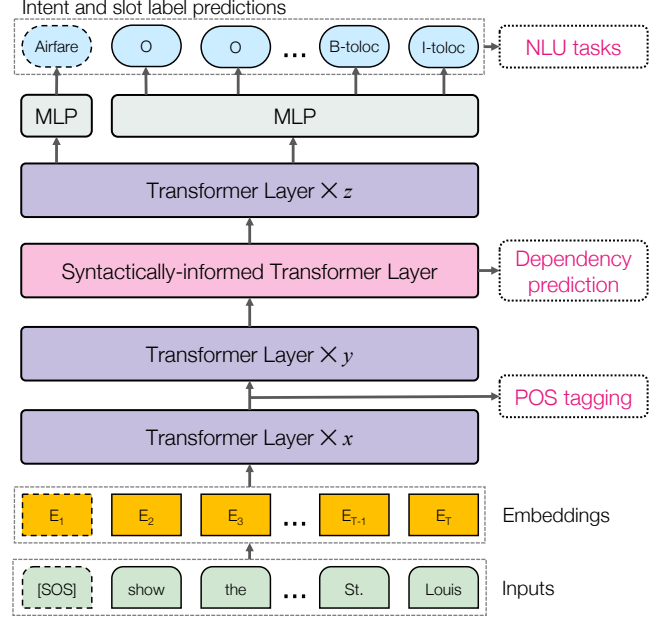 Intent and slot label predictions
Airfare O O ... B-toloc I-toloc NLU tasks
MLP MLP
Transformer Layer × z
Syntactically-informed Transformer Layer
Dependency
prediction
Transformer Layer × y
POS tagging
Transformer Layer × x
E1 E2 E3 ... ET-1 ET Embeddings
[SOS] show the ... St. Louis Inputs